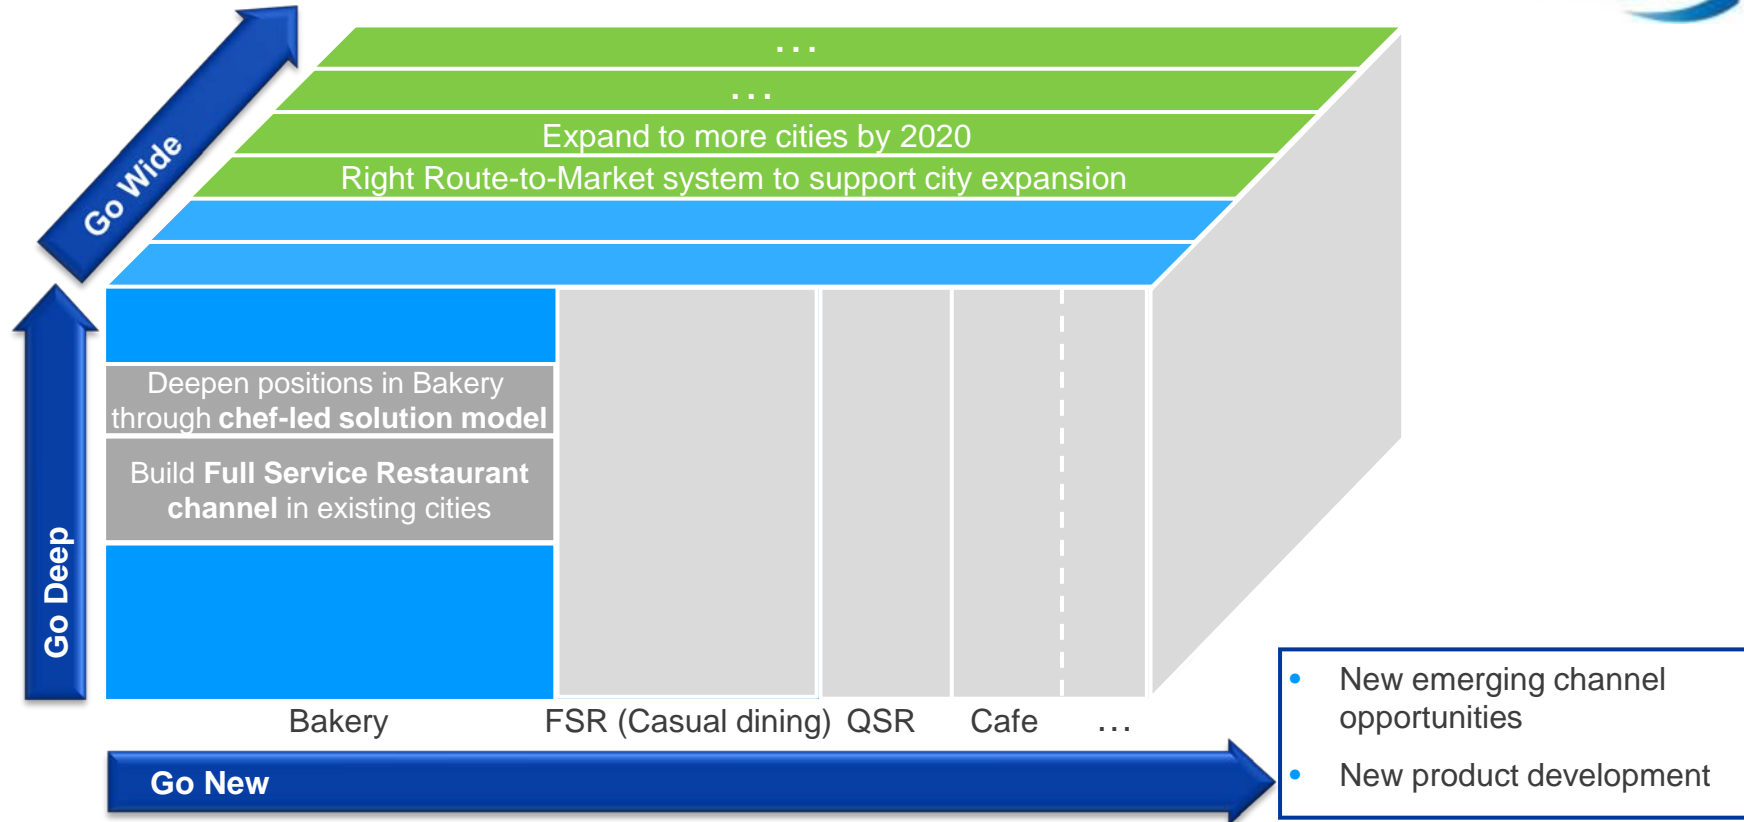 ...
...
Expand to more cities by 2020
Right Route-to-Market system to support city expansion
Go Wide
Deepen positions in Bakery
through chef-led solution model
Build Full Service Restaurant
channel in existing cities
Go Deep
Bakery
FSR (Casual dining)
QSR
Cafe
...
Go New
• New emerging channel
opportunities
• New product development